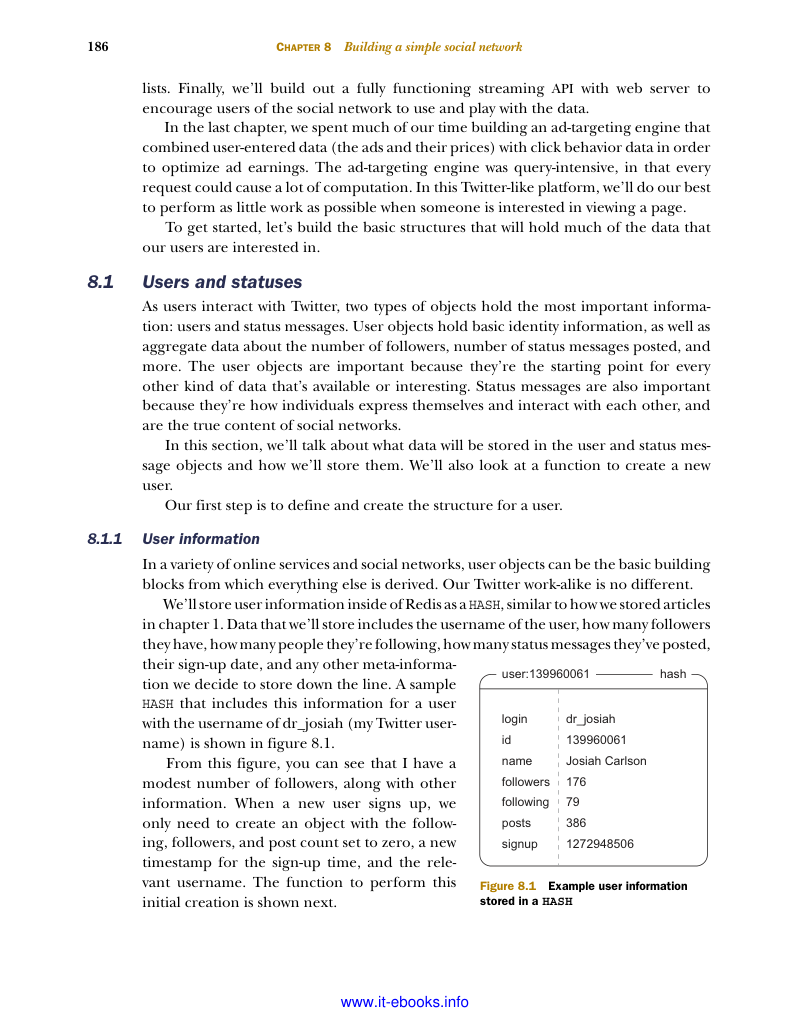 186
CHAPTER 8 Building a simple social network
lists. Finally, we'll build out a fully functioning streaming API with web server to
encourage users of the social network to use and play with the data.
In the last chapter, we spent much of our time building an ad-targeting engine that
combined user-entered data (the ads and their prices) with click behavior data in order
to optimize ad earnings. The ad-targeting engine was query-intensive, in that every
request could cause a lot of computation. In this Twitter-like platform, we'll do our best
to perform as little work as possible when someone is interested in viewing a page.
To get started, let's build the basic structures that will hold much of the data that
our users are interested in.
8.1 Users and statuses
As users interact with Twitter, two types of objects hold the most important informa-
tion: users and status messages. User objects hold basic identity information, as well as
aggregate data about the number of followers, number of status messages posted, and
more. The user objects are important because they're the starting point for every
other kind of data that's available or interesting. Status messages are also important
because they're how individuals express themselves and interact with each other, and
are the true content of social networks.
In this section, we'll talk about what data will be stored in the user and status mes-
sage objects and how we'll store them. We'll also look at a function to create a new
user.
Our first step is to define and create the structure for a user.
8.1.1 User information
In a variety of online services and social networks, user objects can be the basic building
blocks from which everything else is derived. Our Twitter work-alike is no different.
We'll store user information inside of Redis as a HASH, similar to how we stored articles
in chapter 1. Data that we'll store includes the username of the user, how many followers
they have, how many people they're following, how many status messages they've posted,
their sign-up date, and any other meta-informa-
tion we decide to store down the line. A sample
HASH that includes this information for a user
with the username of dr_josiah (my Twitter user-
name) is shown in figure 8.1.
From this figure, you can see that I have a
modest number of followers, along with other
information. When a new user signs up, we
only need to create an object with the follow-
ing, followers, and post count set to zero, a new
timestamp for the sign-up time, and the rele-
vant username. The function to perform this
initial creation is shown next.
user:139960061 hash
login dr_josiah
id 139960061
name Josiah Carlson
followers 176
following 79
posts 386
signup 1272948506
Figure 8.1 Example user information
stored in a HASH
www.it-ebooks.info